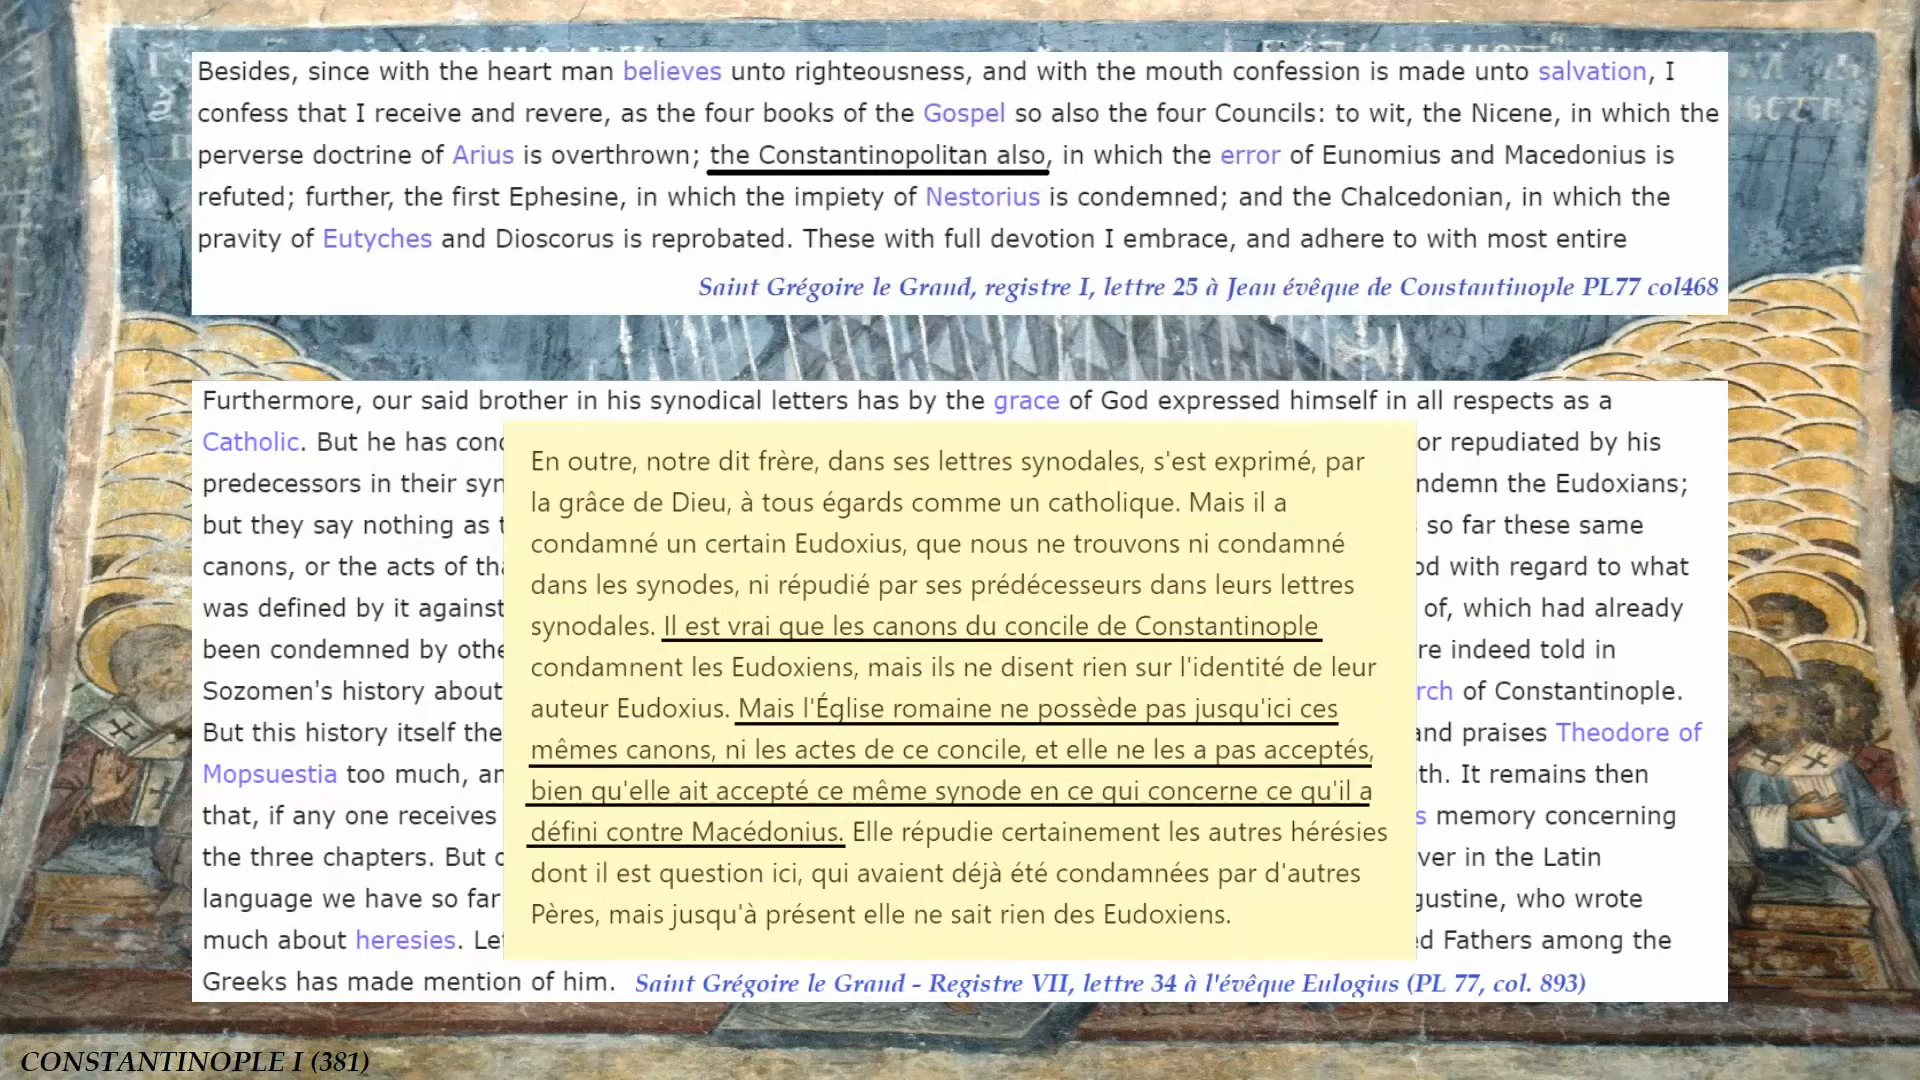 Besides, since with the heart man believes unto righteousness, and with the mouth confession is made unto salvation, I
confess that I receive and revere, as the four books of the Gospel so also the four Councils: to wit, the Nicene, in which the
perverse doctrine of Arius is overthrown; the Constantinopolitan also, in which the error of Eunomius and Macedonius is
refuted; further, the first Ephesine, in which the impiety of Nestorius is condemned; and the Chalcedonian, in which the
pravity of Eutyches and Dioscorus is reprobated. These with full devotion I embrace, and adhere to with most entire
Saint Grégoire le Grand, registre I, lettre 25 à Jean évêque de Constantinople PL77 col468
Furthermore, our said brother in his synodical letters has by the grace of God expressed himself in all respects as a
Catholic. But he has or repudiated by his
predecessors in their the Eudoxians;
but they say nothing as so far these same
canons, or the acts of with regard to what
was defined by it against of, which had already
been condemned by indeed told in
Sozomen's history about of Constantinople.
But this history itself and praises Theodore of
Mopsuestia too much, It remains then
that, if any one receives memory concerning
the three chapters. But in the Latin
language we have so far who wrote
much about heresies. Fathers among the
Greeks has made mention of him. Saint Grégoire le Grand - Registre VII, lettre 34 à l'évêque Eulogius (PL 77, col. 893)
En outre, notre dit frère, dans ses lettres synodales, s'est exprimé, par
la grâce de Dieu, à tous égards comme un catholique. Mais il a
condamné un certain Eudoxius, que nous ne trouvons ni condamné
dans les synodes, ni répudié par ses prédécesseurs dans leurs lettres
synodales. Il est vrai que les canons du concile de Constantinople
condamnent les Eudoxiens, mais ils ne disent rien sur l'identité de leur
auteur Eudoxius. Mais l'Église romaine ne possède pas jusqu'ici ces
mêmes canons, ni les actes de ce concile, et elle ne les a pas acceptés,
bien qu'elle ait accepté ce même synode en ce qui concerne ce qu'il a
défini contre Macédonius. Elle répudie certainement les autres hérésies
dont il est question ici, qui avaient déjà été condamnées par d'autres
Pères, mais jusqu'à présent elle ne sait rien des Eudoxiens.
CONSTANTINOPLE I (381)